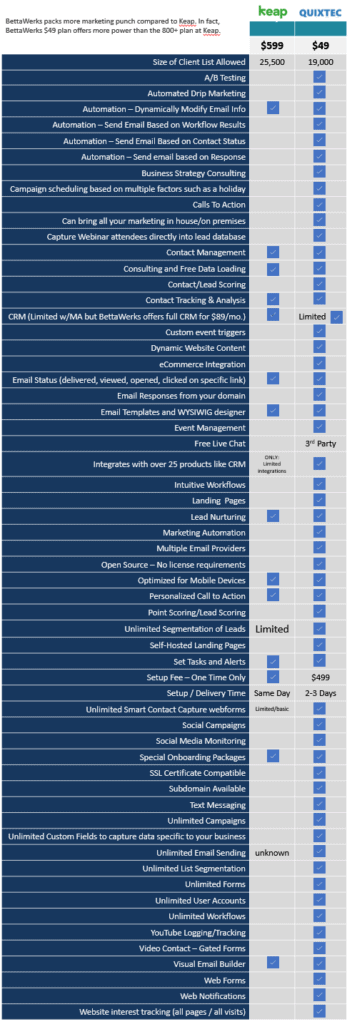 BettaWerks packs more marketing punch compared to Keap. In fact,
BettaWerks $49 plan offers more power than the 800+ plan at Keap.
keap QUIXTEC
$599 $49
Size of Client List Allowed 25,500 19,000
A/B Testing
Automated Drip Marketing
Automation – Dynamically Modify Email Info
Automation – Send Email Based on Workflow Results
Automation – Send Email Based on Contact Status
Automation – Send email based on Response
Business Strategy Consulting
Campaign scheduling based on multiple factors such as a holiday
Calls To Action
Can bring all your marketing in house/on premises
Capture Webinar attendees directly into lead database
Contact Management
Consulting and Free Data Loading
Contact/Lead Scoring
Contact Tracking & Analysis
CRM (Limited w/MA but BettaWerks offers full CRM for $89/mo.) Limited
Custom event triggers
Dynamic Website Content
eCommerce Integration
Email Status (delivered, viewed, opened, clicked on specific link)
Email Responses from your domain
Email Templates and WYSIWIG designer
Event Management
Free Live Chat 3rd Party
Integrates with over 25 products like CRM ONLY: Limited integrations
Intuitive Workflows
Landing Pages
Lead Nurturing
Marketing Automation
Multiple Email Providers
Open Source – No license requirements
Optimized for Mobile Devices
Personalized Call to Action
Point Scoring/Lead Scoring
Unlimited Segmentation of Leads Limited
Self-Hosted Landing Pages
Set Tasks and Alerts
Setup Fee – One Time Only $499
Setup / Delivery Time Same Day 2-3 Days
Unlimited Smart Contact Capture webforms Limited/basic
Social Campaigns
Social Media Monitoring
Special Onboarding Packages
SSL Certificate Compatible
Subdomain Available
Text Messaging
Unlimited Campaigns
Unlimited Custom Fields to capture data specific to your business
Unlimited Email Sending unknown
Unlimited List Segmentation
Unlimited Forms
Unlimited User Accounts
Unlimited Workflows
YouTube Logging/Tracking
Video Contact – Gated Forms
Visual Email Builder
Web Forms
Web Notifications
Website interest tracking (all pages / all visits)